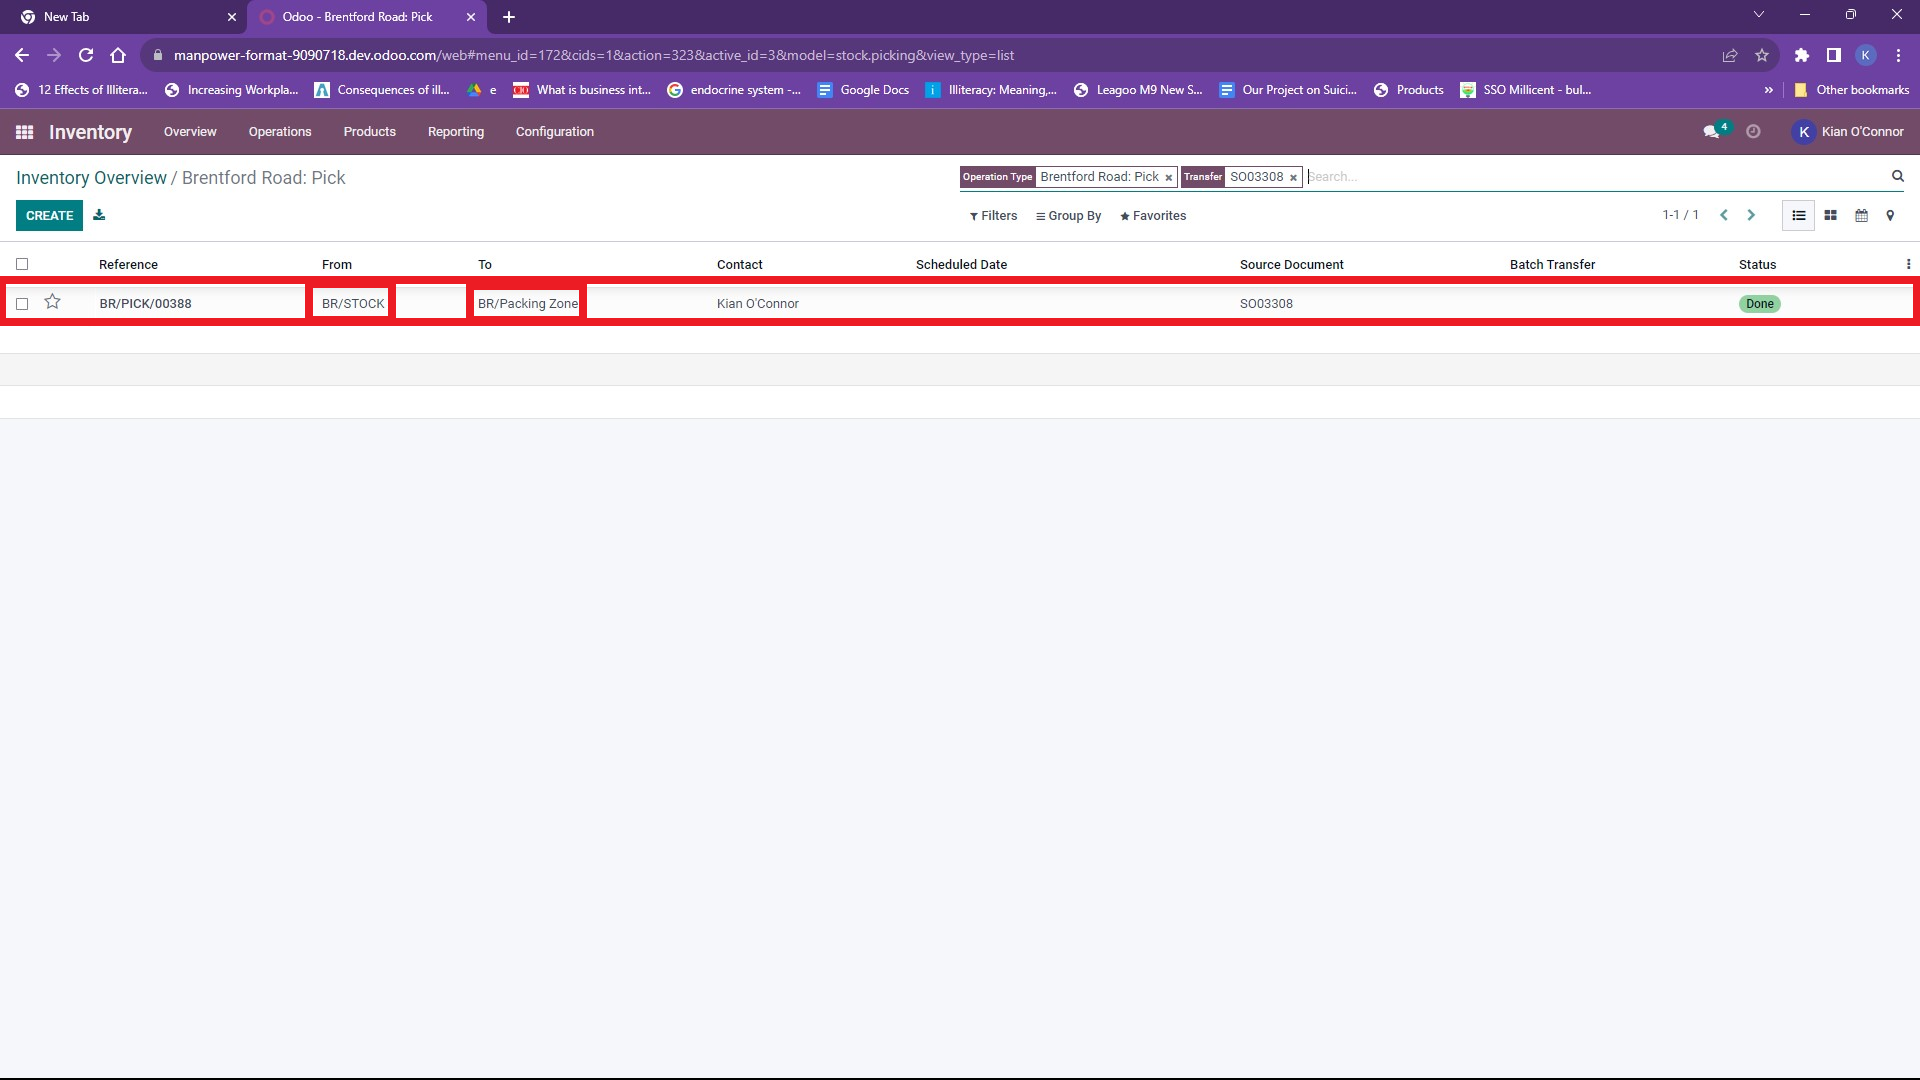 New Tab
Odoo - Brentford Road: Pick
manpower-format-9090718.dev.odoo.com/web#menu_id=172&cids=1&action=323&active_id=3&model=stock.picking&view_type=list
K
12 Effects of Illitera... Increasing Workpla... Consequences of ill... e What is business int... endocrine system -... Google Docs Illiteracy: Meaning,... Leagoo M9 New S... Our Project on Suici... Products SSO Millicent - bul... » Other bookmarks
Inventory Overview Operations Products Reporting Configuration 4 K Kian O'Connor
Inventory Overview / Brentford Road: Pick
Operation Type Brentford Road: Pick × Transfer SO03308 × Search...
CREATE Filters Group By Favorites 1-1 / 1
Reference From To Contact Scheduled Date Source Document Batch Transfer Status
BR/PICK/00388 BR/STOCK BR/Packing Zone Kian O'Connor SO03308 Done